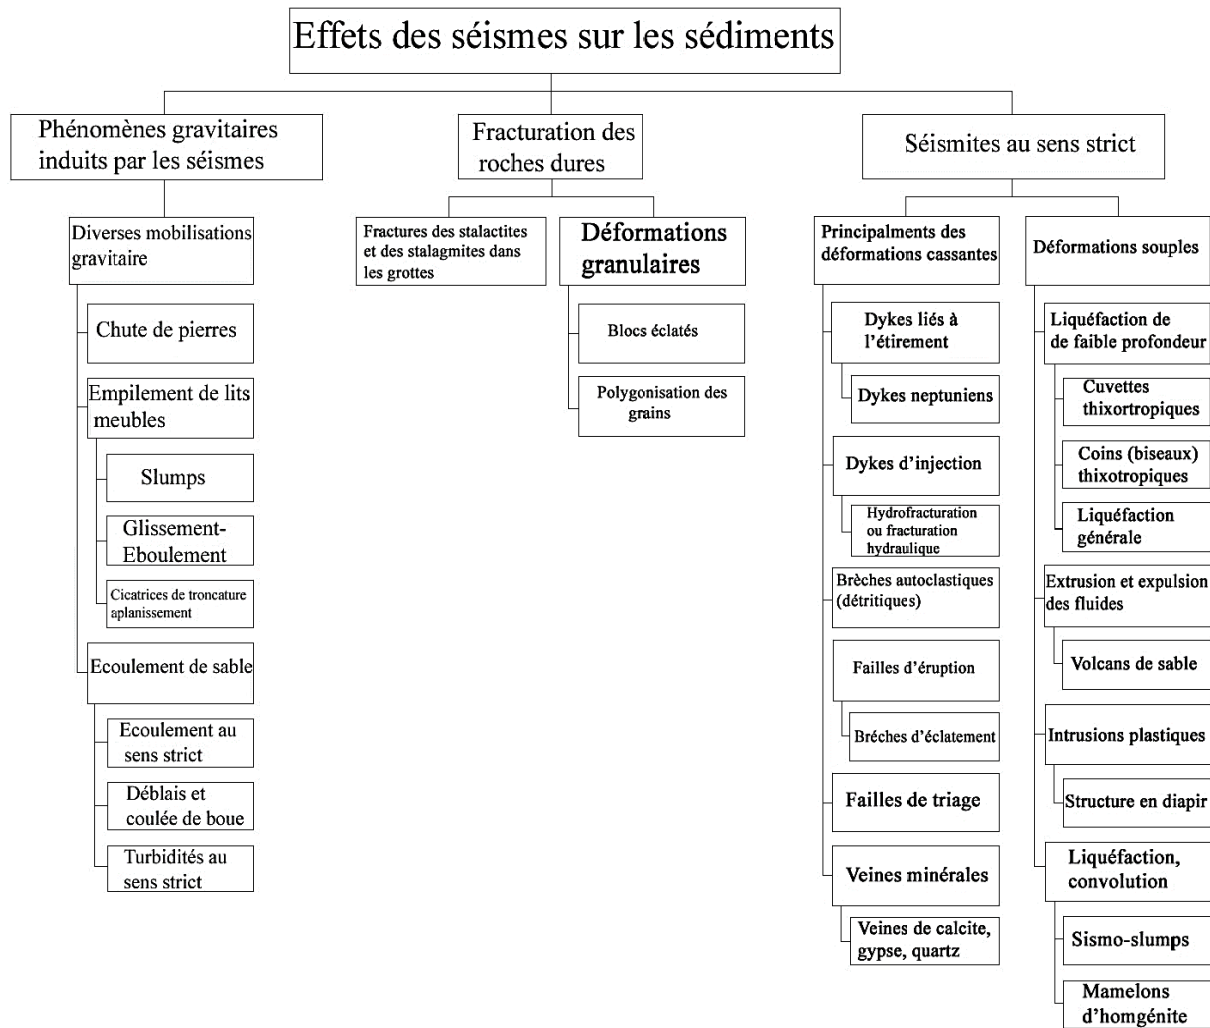 Effets des séismes sur les sédiments
Phénomènes gravitaires
induits par les séismes
Diverses mobilisations
gravitaire
Chute de pierres
Empilement de lits
meubles
Slumps
Glissement-
Eboulement
Cicatrices de troncature
aplanissement
Ecoulement de sable
Ecoulement au
sens strict
Déblais et
coulée de boue
Turbidités au
sens strict
Fracturation des
roches dures
Fractures des stalactites
et des stalagmites dans
les grottes
Déformations
granulaires
Blocs éclatés
Polygonisation des
grains
Séismites au sens strict
Principalments des
déformations cassantes
Dykes liés à
l'étirement
Dykes neptuniens
Dykes d'injection
Hydrofracturation
ou fracturation
hydraulique
Brèches autoclastiques
(détritiques)
Failles d'éruption
Bréches d'éclatement
Failles de triage
Veines minérales
Veines de calcite,
gypse, quartz
Déformations souples
Liquéfaction de
de faible profondeur
Cuvettes
thixortropiques
Coins (biseaux)
thixotropiques
Liquéfaction
générale
Extrusion et expulsion
des fluides
Volcans de sable
Intrusions plastiques
Structure en diapir
Liquéfaction,
convolution
Sismo-slumps
Mamelons
d'homgénite